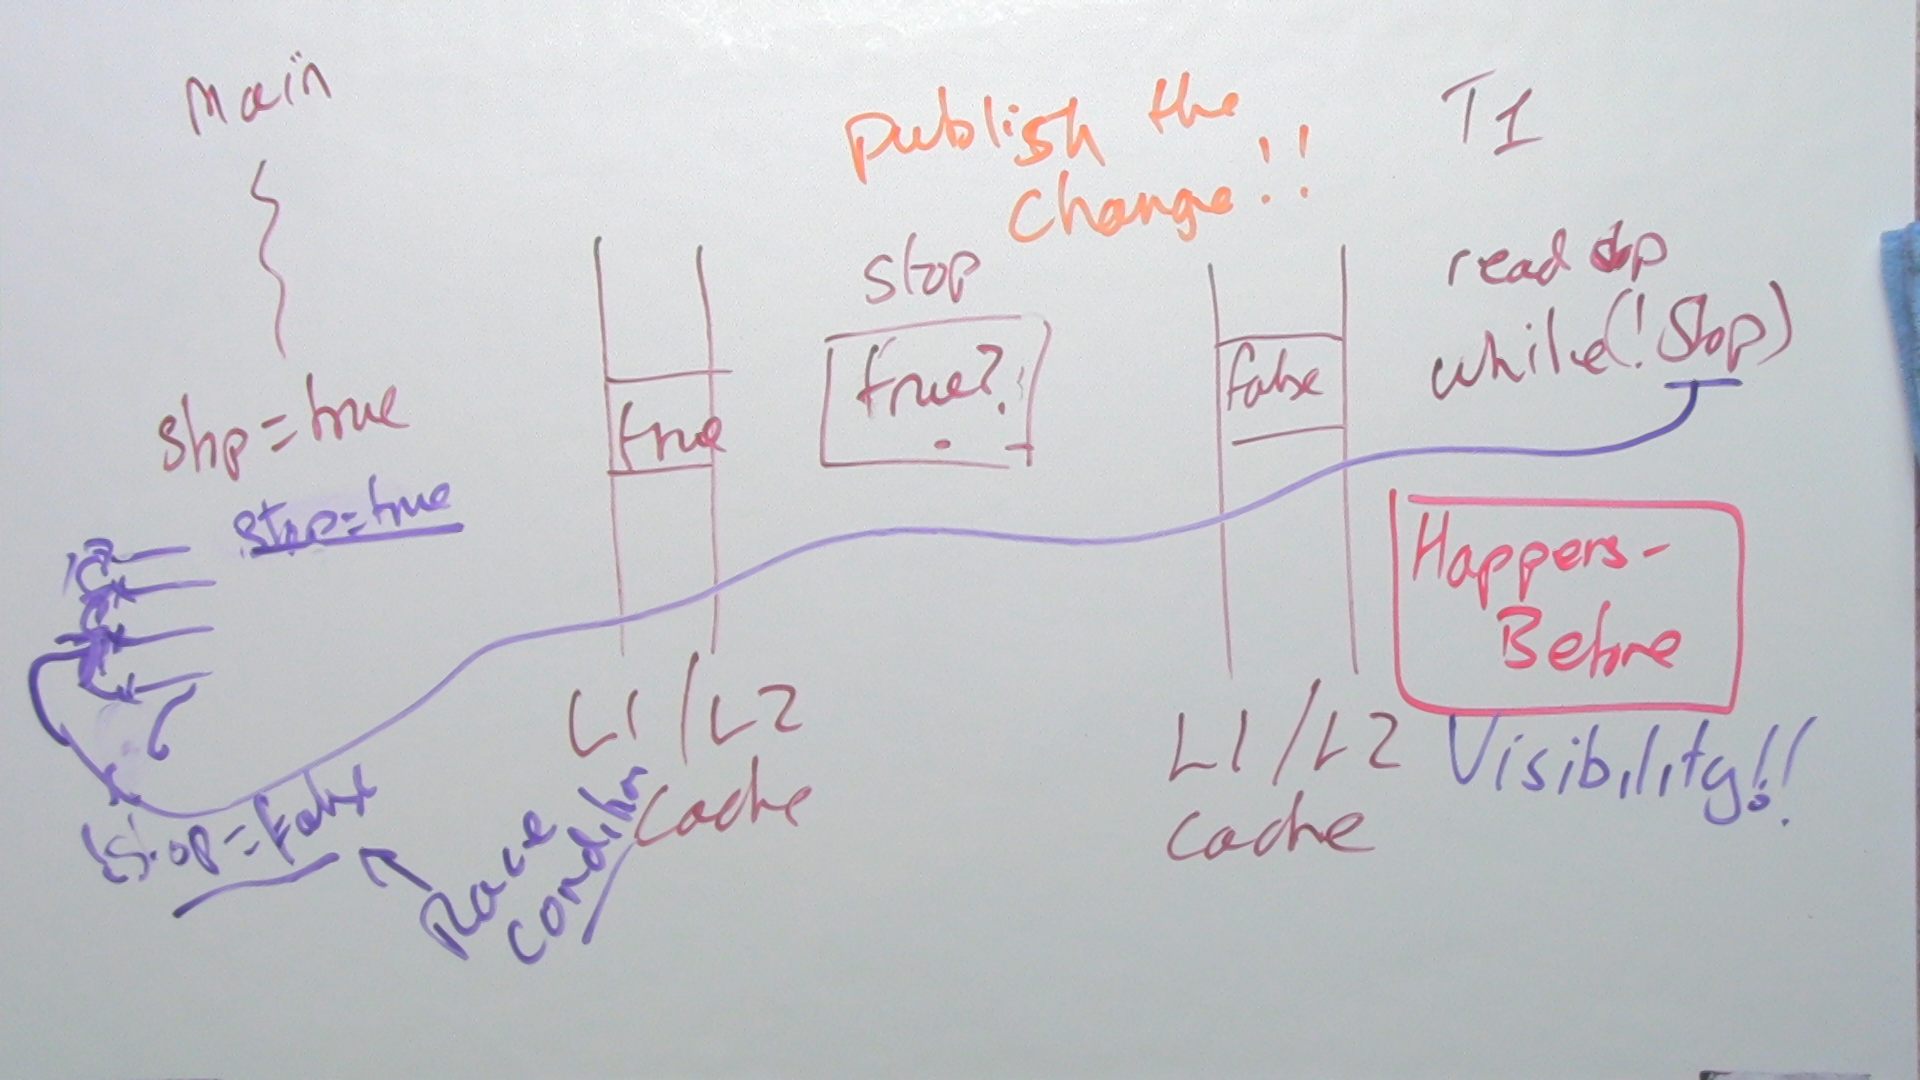 Main
publish the
change!!
T1
stop
read stop
while(!stop)
true?
false
stop=true
true
stop=true
Happens-
Before
L1/L2
Cache
L1/L2
Cache
Visibility!!
stop=False
Race
condition